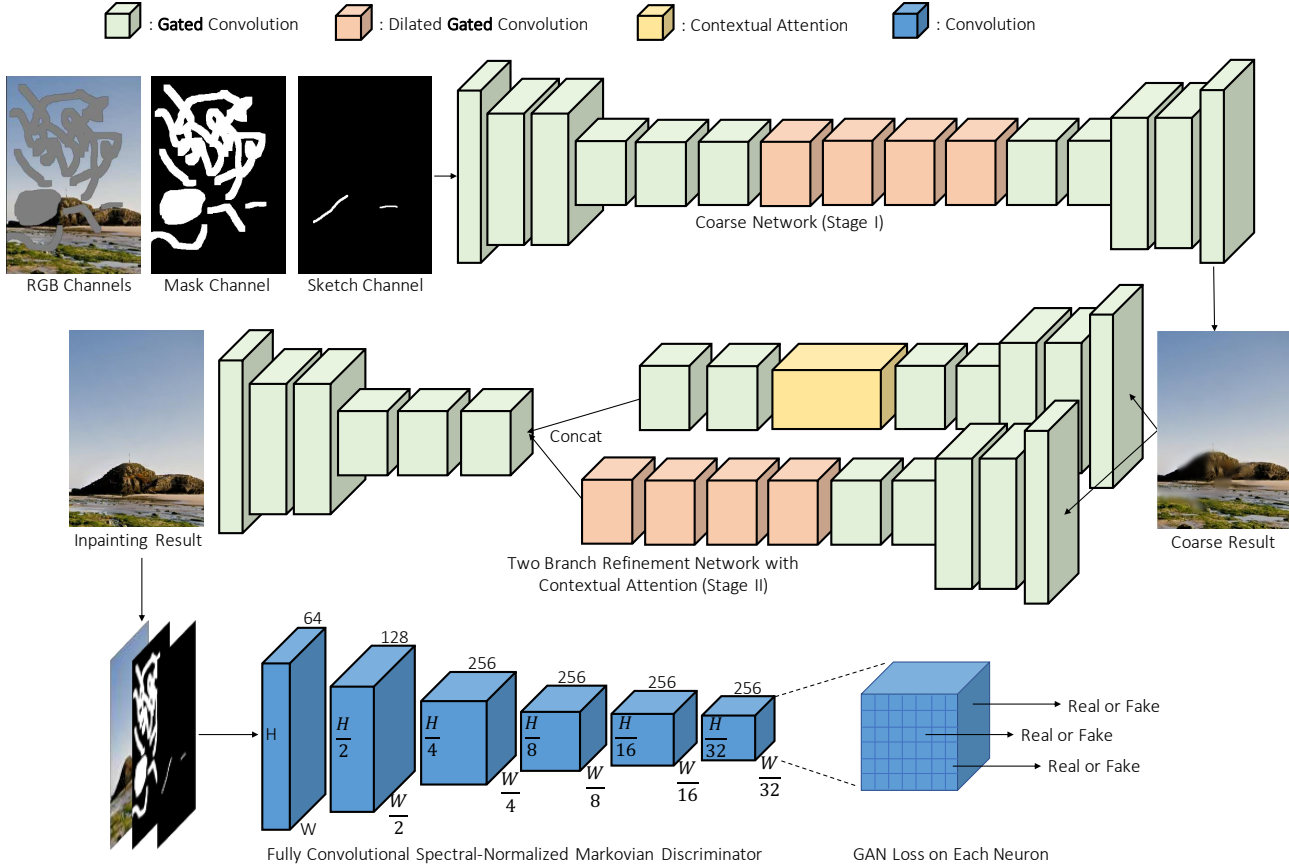 : Gated Convolution
: Dilated Gated Convolution
: Contextual Attention
: Convolution
RGB Channels
Mask Channel
Sketch Channel
Coarse Network (Stage I)
Concat
Inpainting Result
Two Branch Refinement Network with
Contextual Attention (Stage II)
Coarse Result
64
128
256
256
256
256
H
H/2
H/4
H/8
H/16
H/32
W
W/2
W/4
W/8
W/16
W/32
Real or Fake
Real or Fake
Real or Fake
Fully Convolutional Spectral-Normalized Markovian Discriminator
GAN Loss on Each Neuron